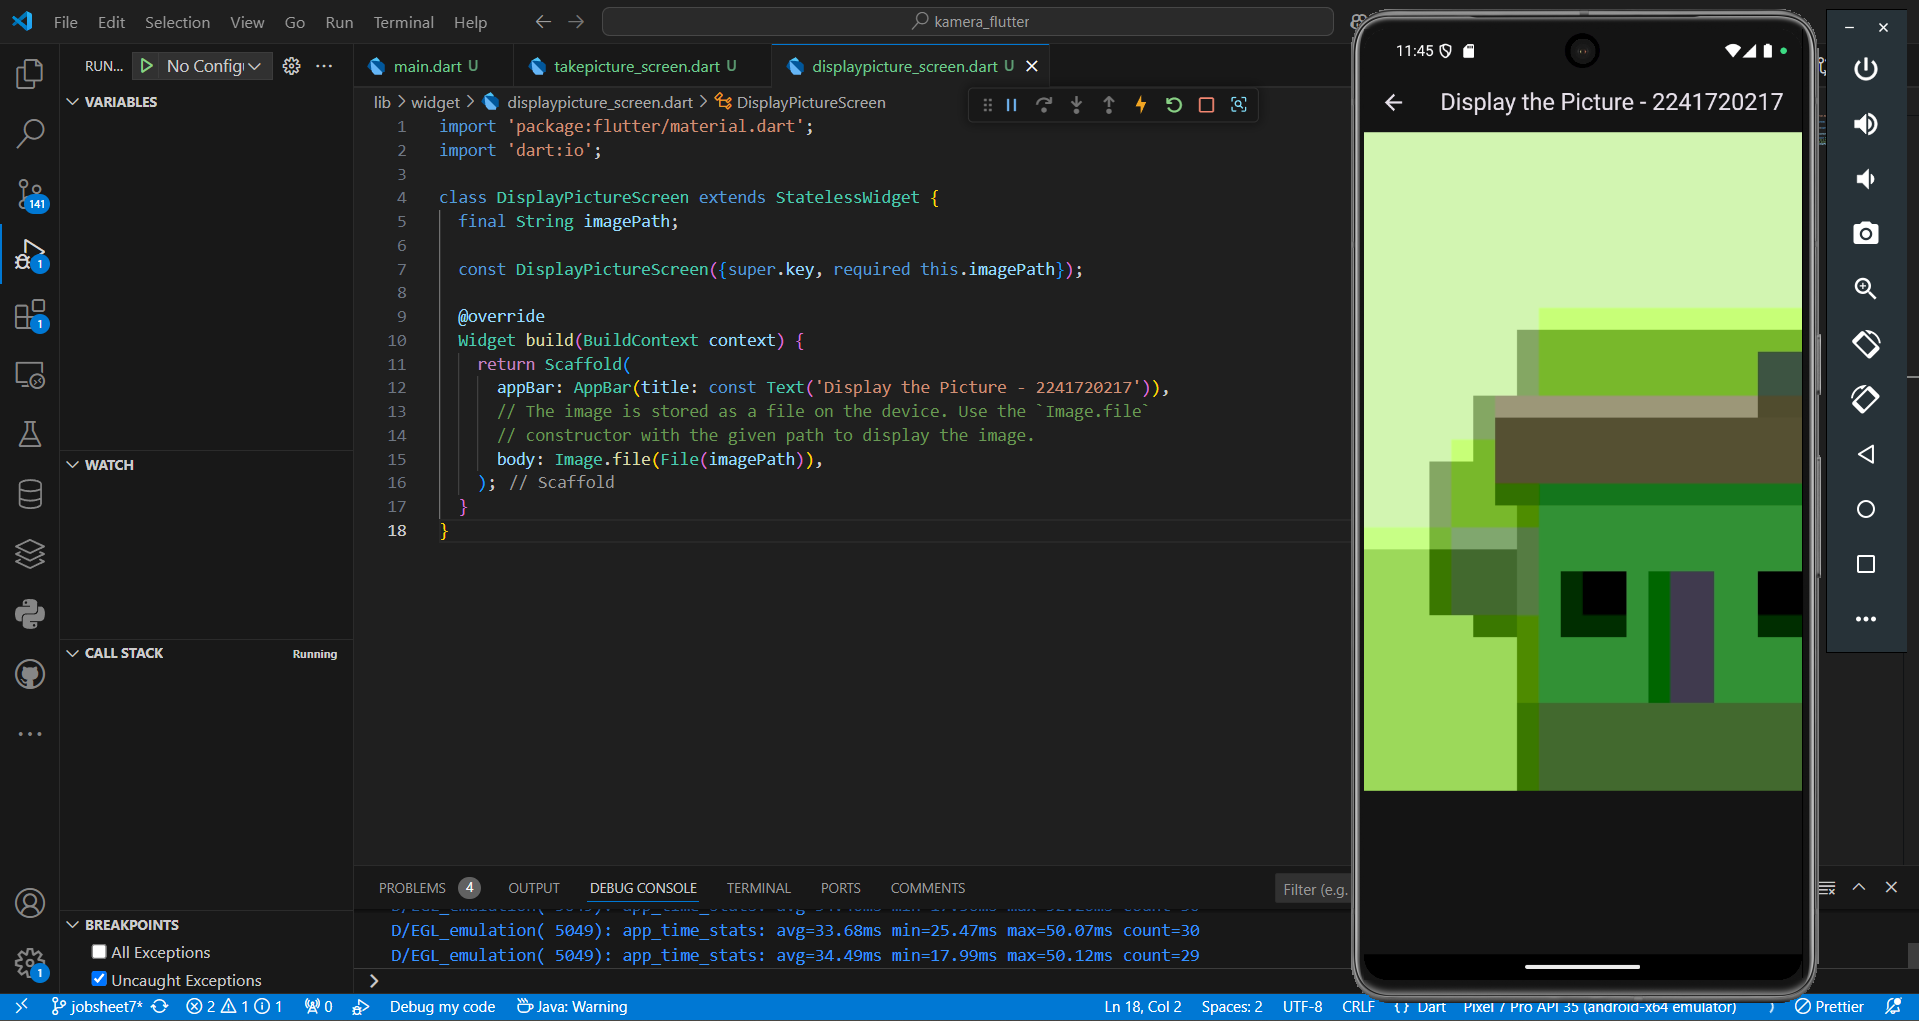 File Edit Selection View Go Run Terminal Help
kamera_flutter
RUN... No Config
main.dart U takepicture_screen.dart U displaypicture_screen.dart U
lib > widget > displaypicture_screen.dart > DisplayPictureScreen
VARIABLES
WATCH
CALL STACK
Running
BREAKPOINTS
All Exceptions
Uncaught Exceptions
141
1
1
1
1 import 'package:flutter/material.dart';
2 import 'dart:io';
3
4 class DisplayPictureScreen extends StatelessWidget {
5 final String imagePath;
6
7 const DisplayPictureScreen({super.key, required this.imagePath});
8
9 @override
10 Widget build(BuildContext context) {
11 return Scaffold(
12 appBar: AppBar(title: const Text('Display the Picture - 2241720217')),
13 // The image is stored as a file on the device. Use the `Image.file`
14 // constructor with the given path to display the image.
15 body: Image.file(File(imagePath)),
16 ); // Scaffold
17 }
18 }
PROBLEMS 4 OUTPUT DEBUG CONSOLE TERMINAL PORTS COMMENTS
Filter (e.g.
D/EGL_emulation( 5049): app_time_stats: avg=33.68ms min=25.47ms max=50.07ms count=30
D/EGL_emulation( 5049): app_time_stats: avg=34.49ms min=17.99ms max=50.12ms count=29
>
jobsheet7* 2 1 1 0 Debug my code Java: Warning
Ln 18, Col 2 Spaces: 2 UTF-8 CRLF {} Dart Pixel 7 Pro API 35 (android-x64 emulator) Prettier
11:45
Display the Picture - 2241720217